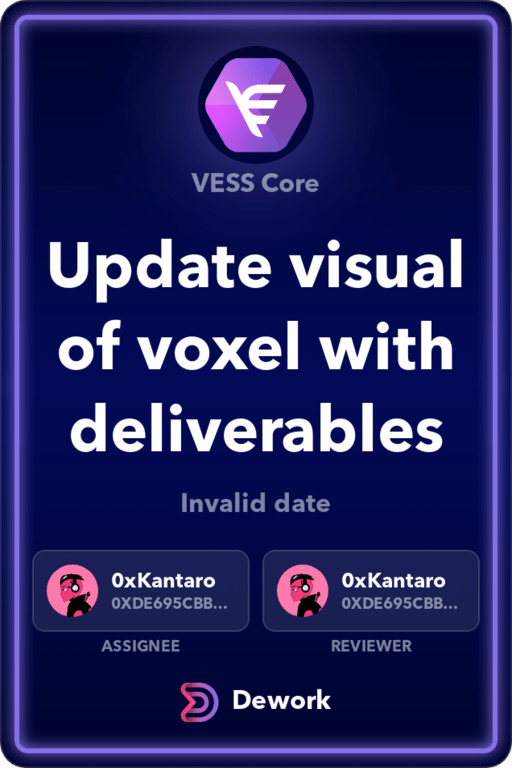 VESS Core
Update visual
of voxel with
deliverables
Invalid date
0xKantaro
0XDE695CBB...
ASSIGNEE
0xKantaro
0XDE695CBB...
REVIEWER
Dework